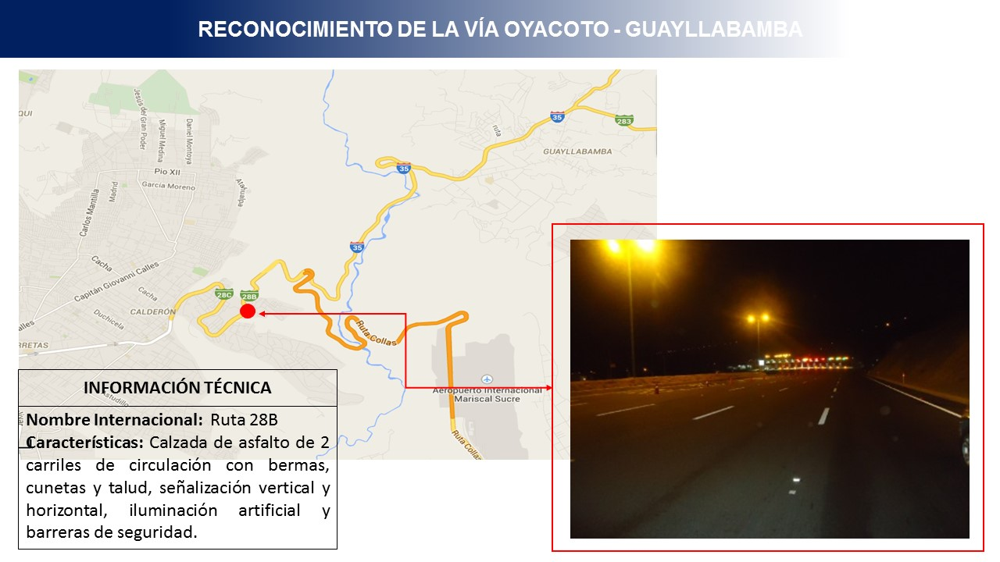 RECONOCIMIENTO DE LA VÍA OYACOTO - GUAYLLABAMBA
QUI
Jesús del Gran Poder
Miguel Medina
Daniel Montoya
Pio XII
García Moreno
Madrid
Carlos Mantilla
Atahualpa
Cacha
Capitán Giovanni Calles
Cacha
Duchicela
CALDERÓN
RRETAS
28C
28B
35
35
35
283
ruta
GUAYLLABAMBA
Ruta Collas
Aeropuerto Internacional
Mariscal Sucre
Ruta Collas
INFORMACIÓN TÉCNICA
Nombre Internacional: Ruta 28B
Características: Calzada de asfalto de 2
carriles de circulación con bermas,
cunetas y talud, señalización vertical y
horizontal, iluminación artificial y
barreras de seguridad.